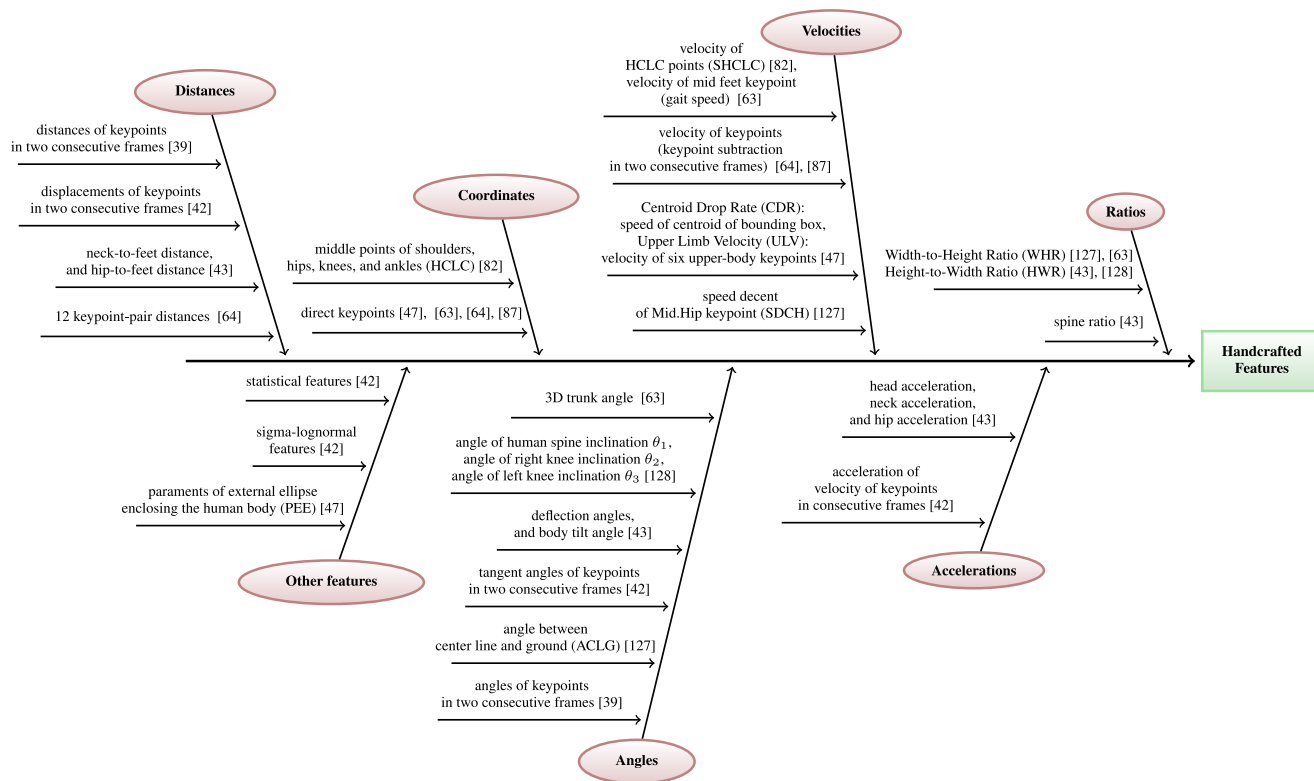 Velocities
velocity of
HCLC points (SHCLC) [82],
velocity of mid feet keypoint
(gait speed) [63]
velocity of keypoints
(keypoint subtraction
in two consecutive frames) [64], [87]
Centroid Drop Rate (CDR):
speed of centroid of bounding box,
Upper Limb Velocity (ULV):
velocity of six upper-body keypoints [47]
speed decent
of Mid.Hip keypoint (SDCH) [127]
Distances
distances of keypoints
in two consecutive frames [39]
displacements of keypoints
in two consecutive frames [42]
neck-to-feet distance,
and hip-to-feet distance [43]
12 keypoint-pair distances [64]
Coordinates
middle points of shoulders,
hips, knees, and ankles (HCLC) [82]
direct keypoints [47], [63], [64], [87]
Ratios
Width-to-Height Ratio (WHR) [127], [63]
Height-to-Width Ratio (HWR) [43], [128]
spine ratio [43]
Handcrafted
Features
statistical features [42]
sigma-lognormal
features [42]
paraments of external ellipse
enclosing the human body (PEE) [47]
Other features
3D trunk angle [63]
angle of human spine inclination θ1,
angle of right knee inclination θ2,
angle of left knee inclination θ3 [128]
deflection angles,
and body tilt angle [43]
tangent angles of keypoints
in two consecutive frames [42]
angle between
center line and ground (ACLG) [127]
angles of keypoints
in two consecutive frames [39]
Angles
head acceleration,
neck acceleration,
and hip acceleration [43]
acceleration of
velocity of keypoints
in consecutive frames [42]
Accelerations